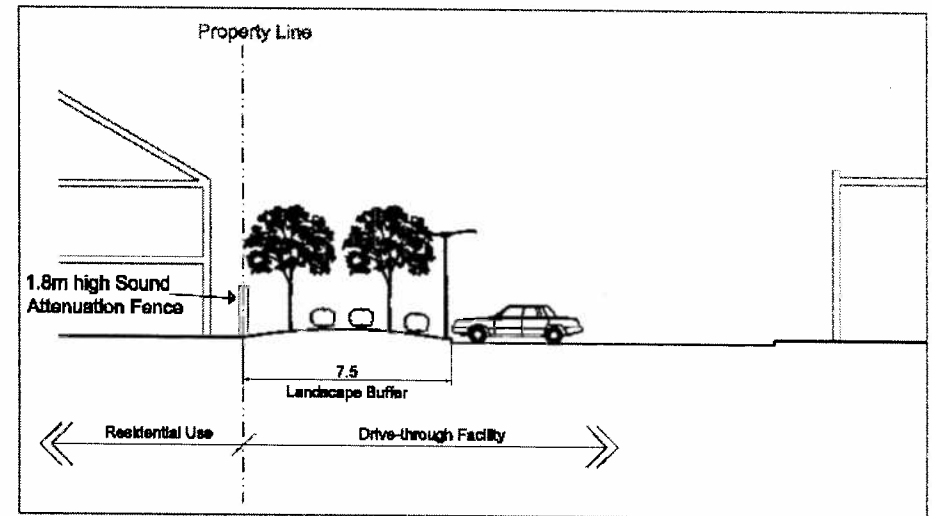 Property Line
1.8m high Sound
Attenuation Fence
7.5
Landscape Buffer
Residential Use
Drive-through Facility